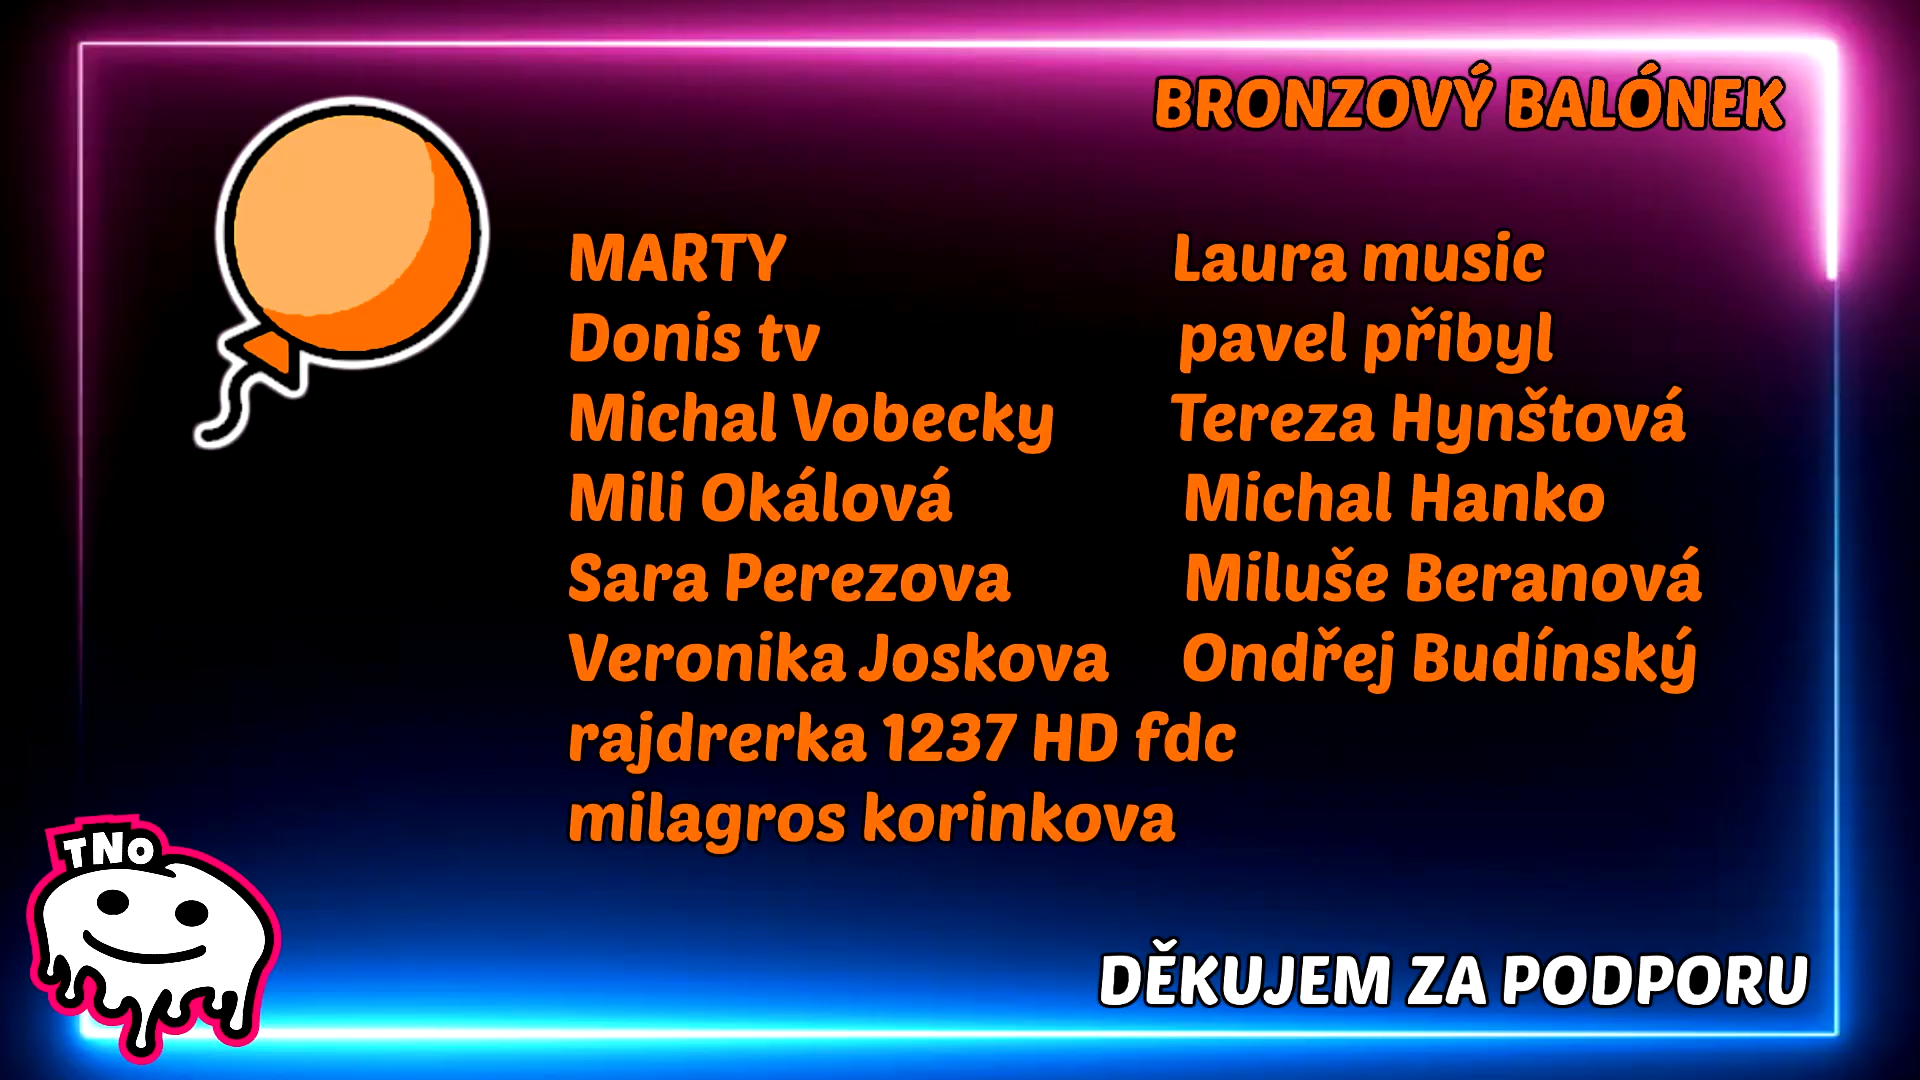 BRONZOVÝ BALÓNEK
MARTY
Donis tv
Michal Vobecky
Mili Okálová
Sara Perezova
Veronika Joskova
rajdrerka 1237 HD fdc
milagros korinkova
Laura music
pavel přibyl
Tereza Hynštová
Michal Hanko
Miluše Beranová
Ondřej Budínský
TNo
DĚKUJEM ZA PODPORU